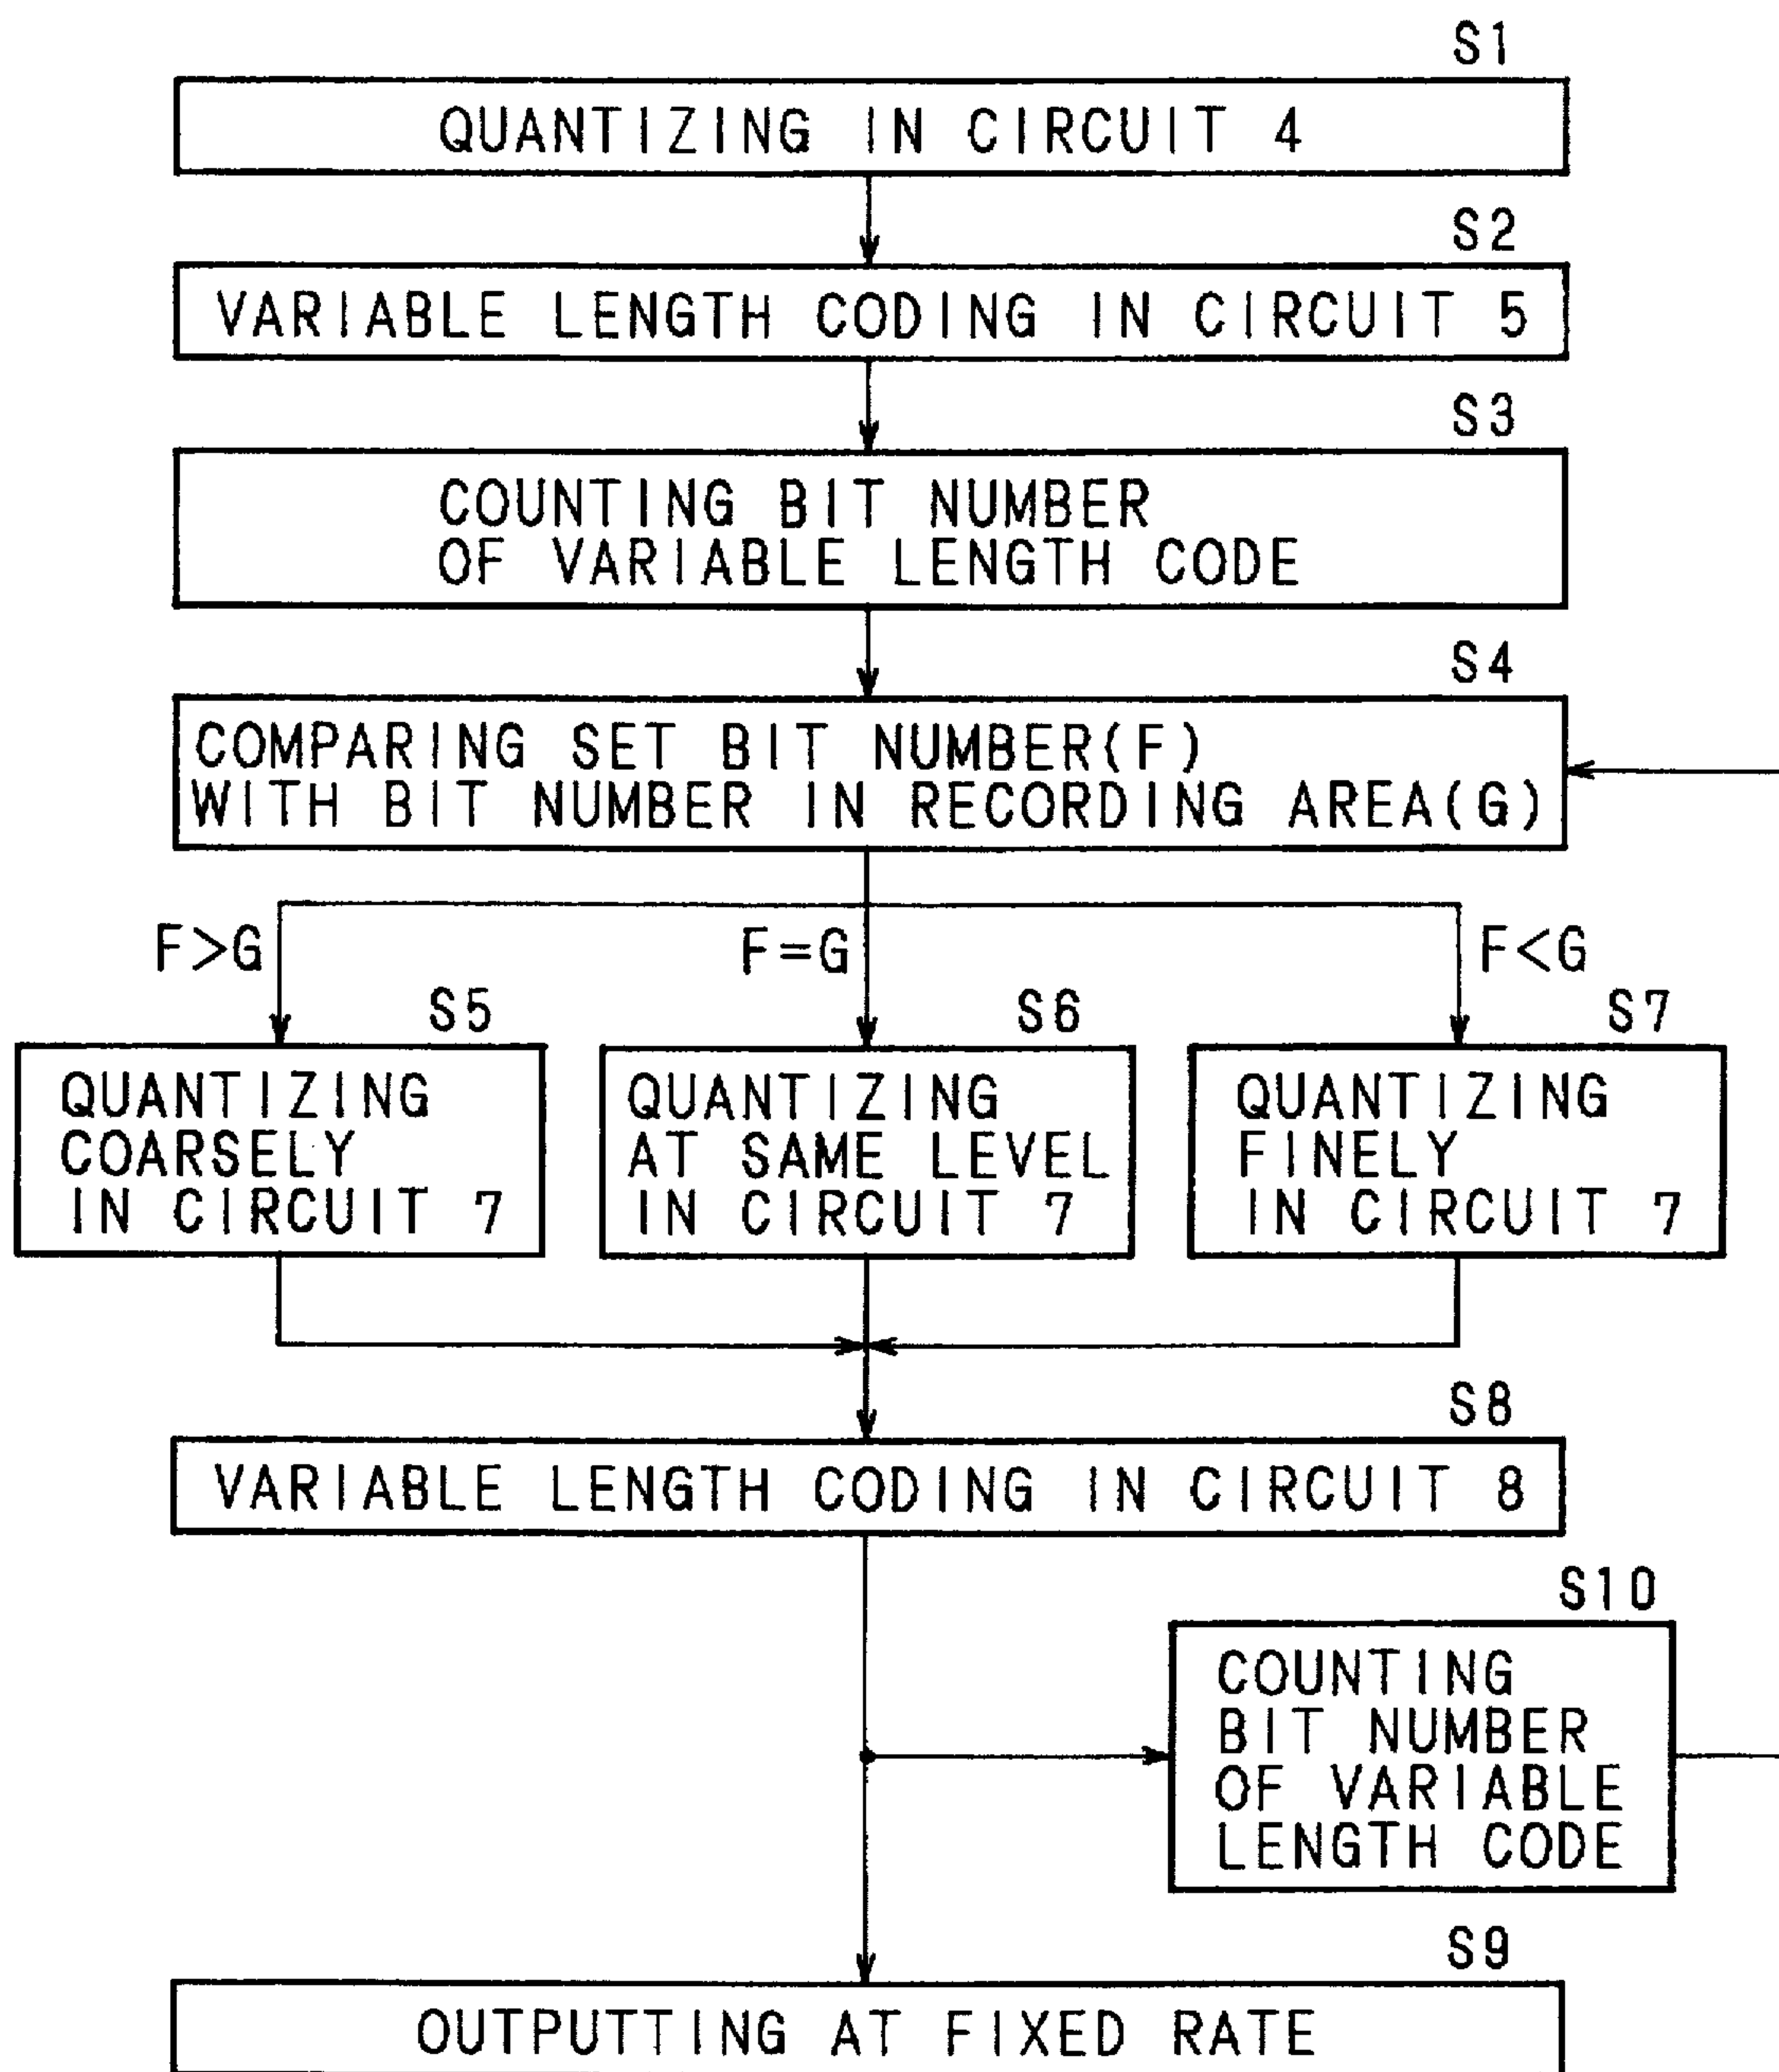 S1
QUANTIZING IN CIRCUIT 4
S2
VARIABLE LENGTH CODING IN CIRCUIT 5
S3
COUNTING BIT NUMBER
OF VARIABLE LENGTH CODE
S4
COMPARING SET BIT NUMBER(F)
WITH BIT NUMBER IN RECORDING AREA(G)
F>G
F=G
F<G
S5
QUANTIZING
COARSELY
IN CIRCUIT 7
S6
QUANTIZING
AT SAME LEVEL
IN CIRCUIT 7
S7
QUANTIZING
FINELY
IN CIRCUIT 7
S8
VARIABLE LENGTH CODING IN CIRCUIT 8
S10
COUNTING
BIT NUMBER
OF VARIABLE
LENGTH CODE
S9
OUTPUTTING AT FIXED RATE